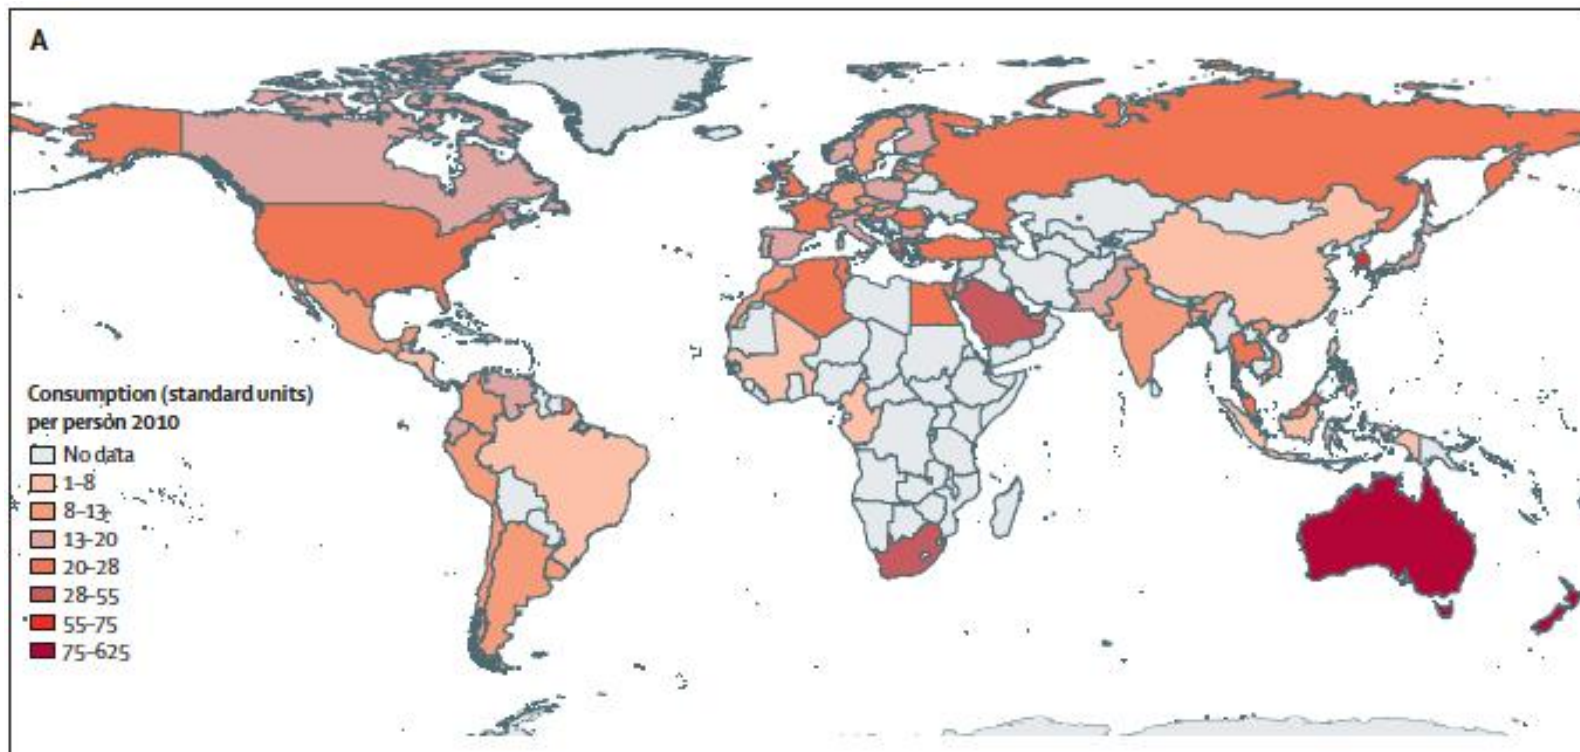 A
Consumption (standard units)
per person 2010
No data
1–8
8–13
13–20
20–28
28–55
55–75
75–625